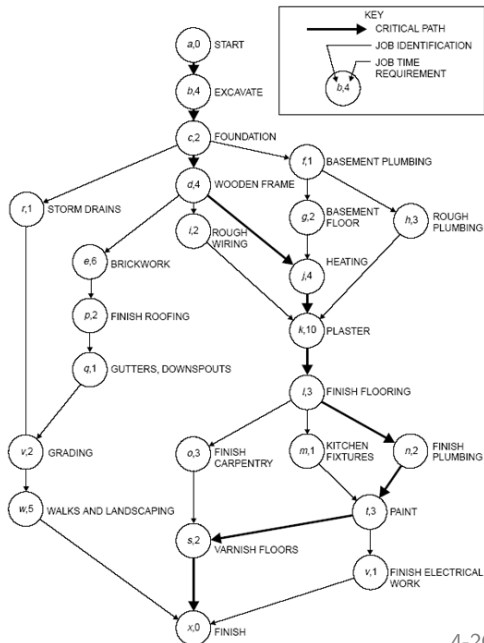 KEY
CRITICAL PATH
JOB IDENTIFICATION
JOB TIME
REQUIREMENT
b,4
a,0 START
b,4 EXCAVATE
c,2 FOUNDATION
f,1 BASEMENT PLUMBING
d,4 WOODEN FRAME
r,1 STORM DRAINS
i,2 ROUGH
WIRING
g,2 BASEMENT
FLOOR
h,3 ROUGH
PLUMBING
e,6 BRICKWORK
j,4 HEATING
p,2 FINISH ROOFING
k,10 PLASTER
q,1 GUTTERS, DOWNSPOUTS
l,3 FINISH FLOORING
v,2 GRADING
o,3 FINISH
CARPENTRY
m,1 KITCHEN
FIXTURES
n,2 FINISH
PLUMBING
w,5 WALKS AND LANDSCAPING
t,3 PAINT
s,2 VARNISH FLOORS
v,1 FINISH ELECTRICAL
WORK
x,0 FINISH